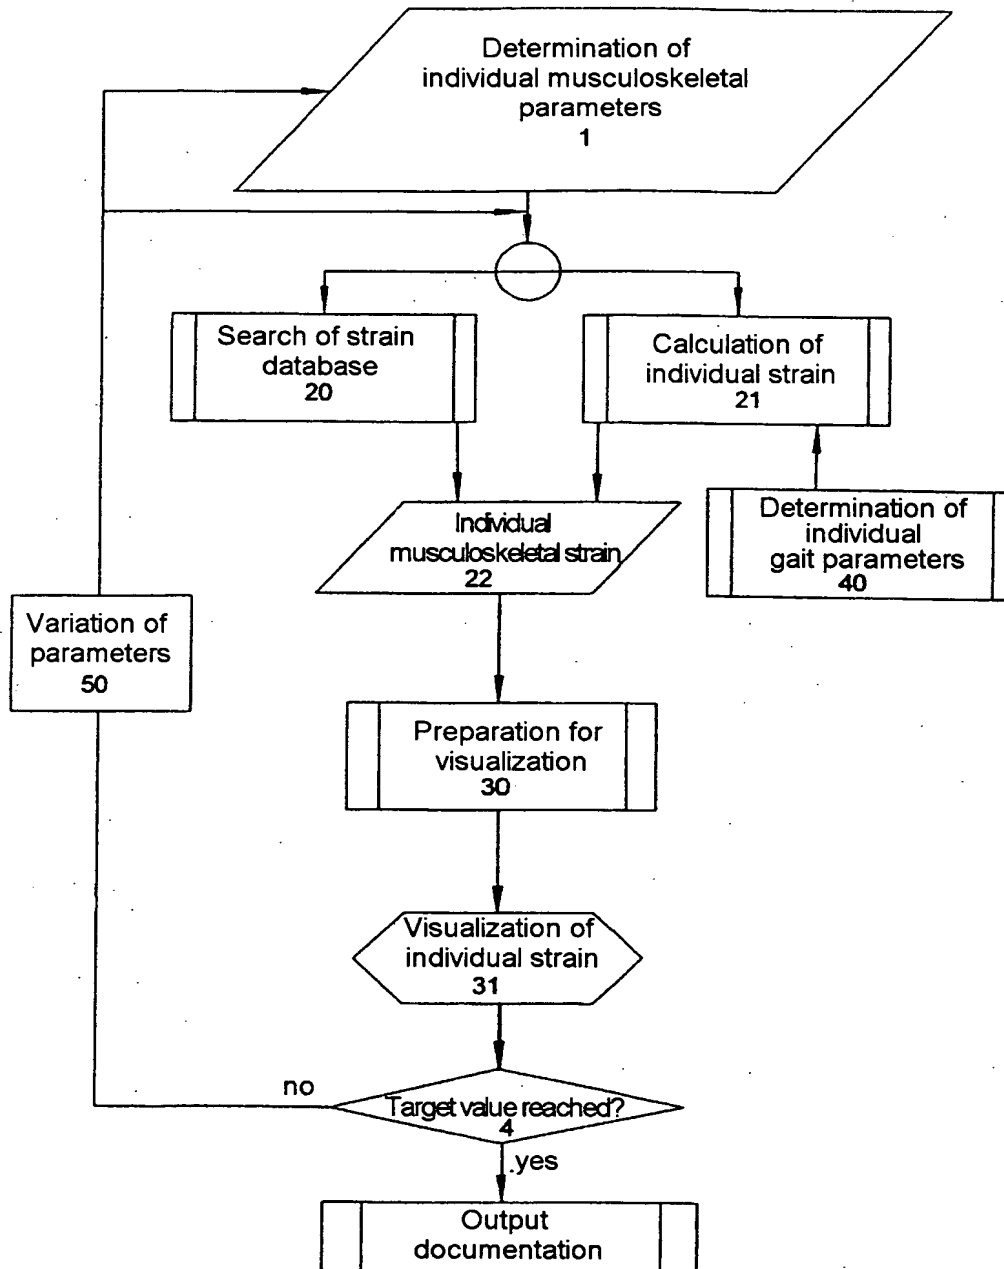 Determination of
individual musculoskeletal
parameters
1
Search of strain
database
20
Calculation of
individual strain
21
Individual
musculoskeletal strain
22
Determination of
individual
gait parameters
40
Variation of
parameters
50
Preparation for
visualization
30
Visualization of
individual strain
31
no
Target value reached?
4
yes
Output
documentation